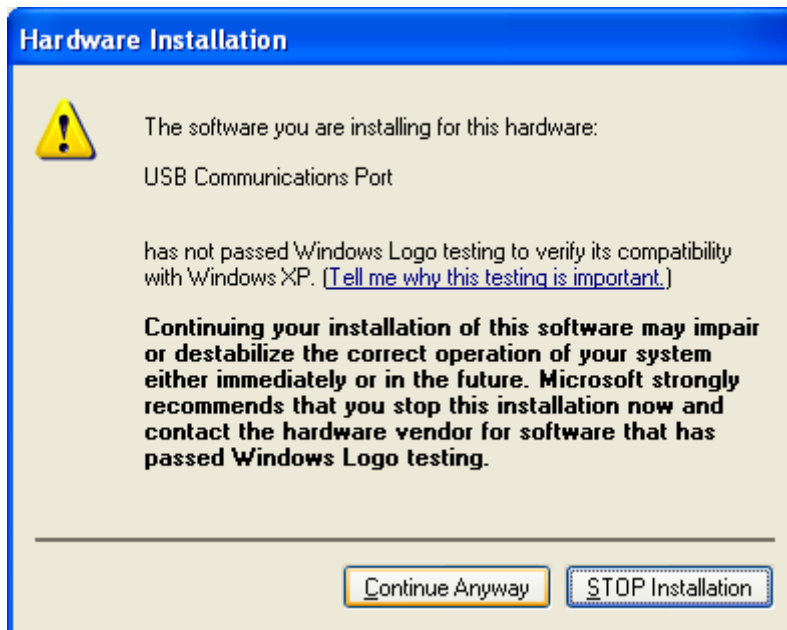 Hardware Installation
The software you are installing for this hardware:
USB Communications Port
has not passed Windows Logo testing to verify its compatibility
with Windows XP. (Tell me why this testing is important.)
Continuing your installation of this software may impair
or destabilize the correct operation of your system
either immediately or in the future. Microsoft strongly
recommends that you stop this installation now and
contact the hardware vendor for software that has
passed Windows Logo testing.
Continue Anyway STOP Installation